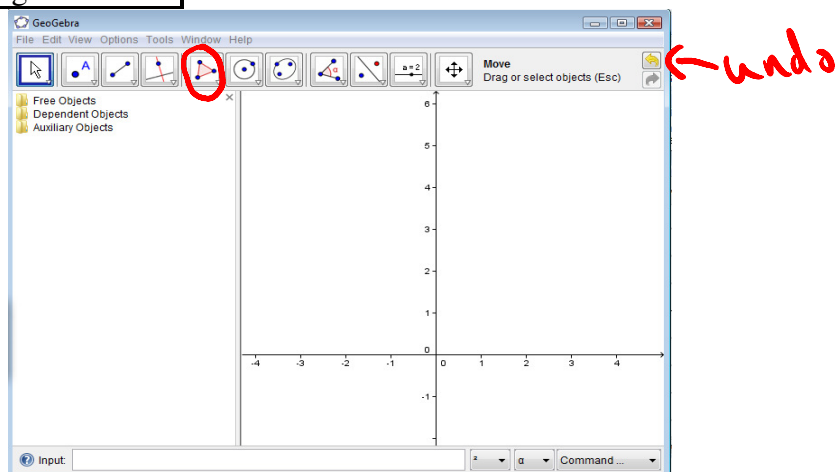 g
GeoGebra
File Edit View Options Tools Window Help
A
α
a = 2
Move
Drag or select objects (Esc)
undo
Free Objects
Dependent Objects
Auxiliary Objects
6
5
4
3
2
1
0
-4 -3 -2 -1 0 1 2 3 4
-1
Input:
² α Command ...